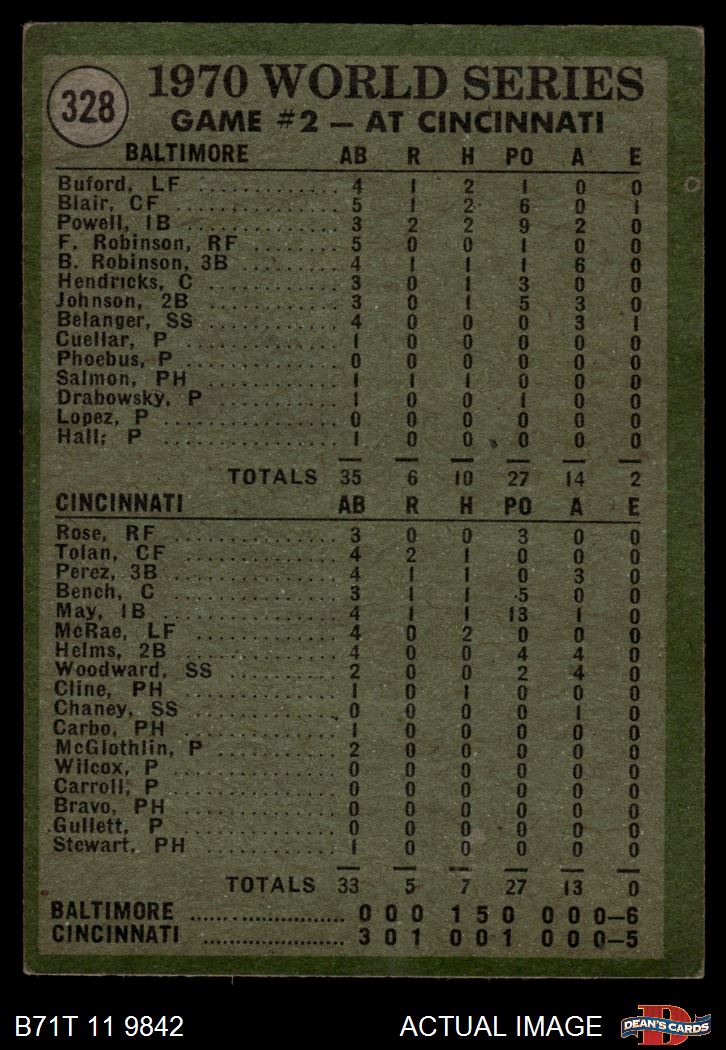 328
1970 WORLD SERIES
GAME #2 — AT CINCINNATI
BALTIMORE AB R H PO A E
Buford, LF 4 1 2 1 0 0
Blair, CF 5 1 2 6 0 1
Powell, 1B 3 2 2 9 2 0
F. Robinson, RF 5 0 0 1 0 0
B. Robinson, 3B 4 1 1 1 6 0
Hendricks, C 3 0 1 3 0 0
Johnson, 2B 3 0 1 5 3 0
Belanger, SS 4 0 0 0 3 1
Cuellar, P 1 0 0 0 0 0
Phoebus, P 0 0 0 0 0 0
Salmon, PH 1 1 1 0 0 0
Drabowsky, P 1 0 0 1 0 0
Lopez, P 0 0 0 0 0 0
Hall, P 1 0 0 0 0 0
TOTALS 35 6 10 27 14 2
CINCINNATI AB R H PO A E
Rose, RF 3 0 0 3 0 0
Tolan, CF 4 2 1 0 0 0
Perez, 3B 4 1 1 0 3 0
Bench, C 3 1 1 5 0 0
May, 1B 4 1 1 13 1 0
McRae, LF 4 0 2 0 0 0
Helms, 2B 4 0 0 4 4 0
Woodward, SS 2 0 0 2 4 0
Cline, PH 1 0 1 0 0 0
Chaney, SS 0 0 0 0 1 0
Carbo, PH 1 0 0 0 0 0
McGlothlin, P 2 0 0 0 0 0
Wilcox, P 0 0 0 0 0 0
Carroll, P 0 0 0 0 0 0
Bravo, PH 0 0 0 0 0 0
Gullett, P 0 0 0 0 0 0
Stewart, PH 1 0 0 0 0 0
TOTALS 33 5 7 27 13 0
BALTIMORE 0 0 0 1 5 0 0 0 0—6
CINCINNATI 3 0 1 0 0 1 0 0 0—5
B71T 11 9842 ACTUAL IMAGE
D
DEAN'S CARDS